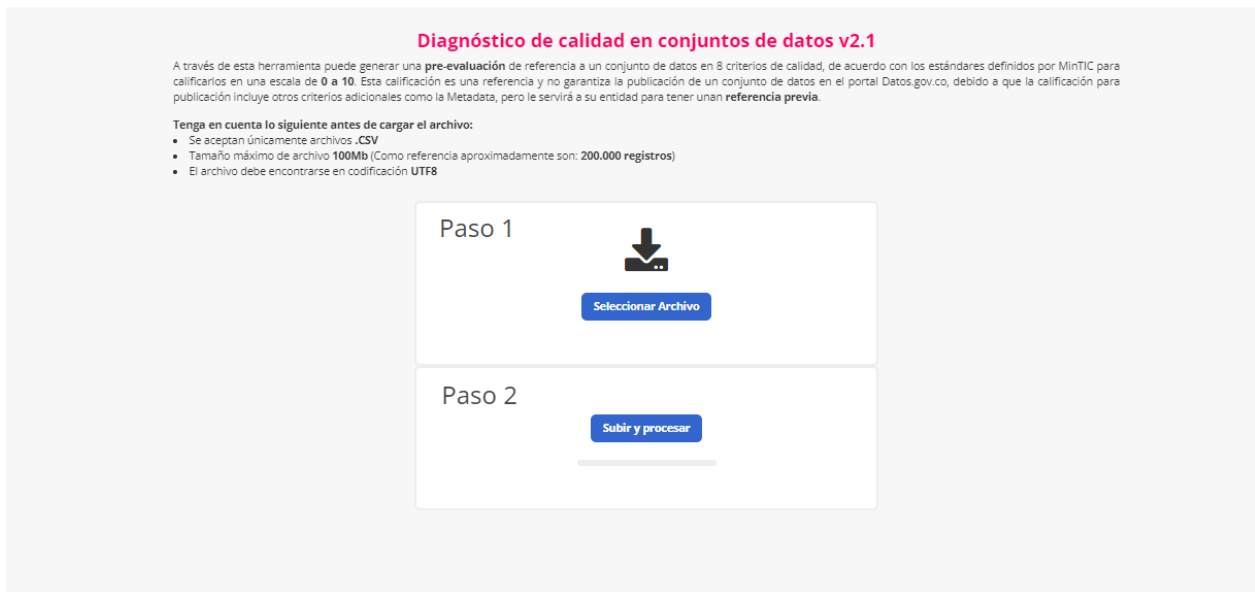 Diagnóstico de calidad en conjuntos de datos v2.1
A través de esta herramienta puede generar una pre-evaluación de referencia a un conjunto de datos en 8 criterios de calidad, de acuerdo con los estándares definidos por MinTIC para
calificarlos en una escala de 0 a 10. Esta calificación es una referencia y no garantiza la publicación de un conjunto de datos en el portal Datos.gov.co, debido a que la calificación para
publicación incluye otros criterios adicionales como la Metadata, pero le servirá a su entidad para tener unan referencia previa.
Tenga en cuenta lo siguiente antes de cargar el archivo:
• Se aceptan únicamente archivos .CSV
• Tamaño máximo de archivo 100Mb (Como referencia aproximadamente son: 200.000 registros)
• El archivo debe encontrarse en codificación UTF8
Paso 1
Seleccionar Archivo
Paso 2
Subir y procesar